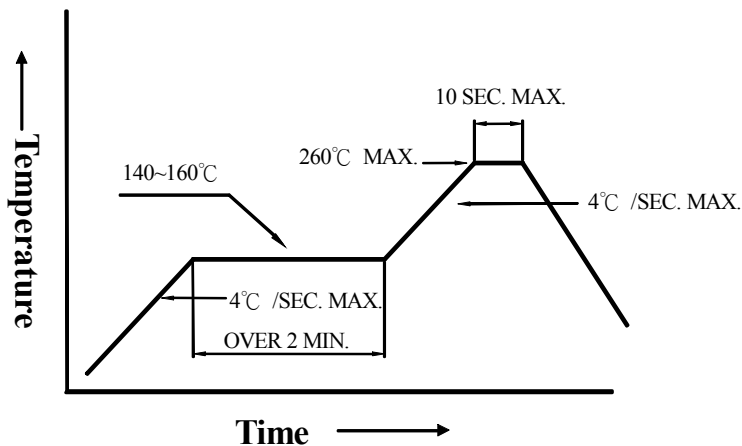 10 SEC. MAX.
260℃ MAX.
140~160℃
4℃ /SEC. MAX.
4℃ /SEC. MAX.
OVER 2 MIN.
Temperature
Time